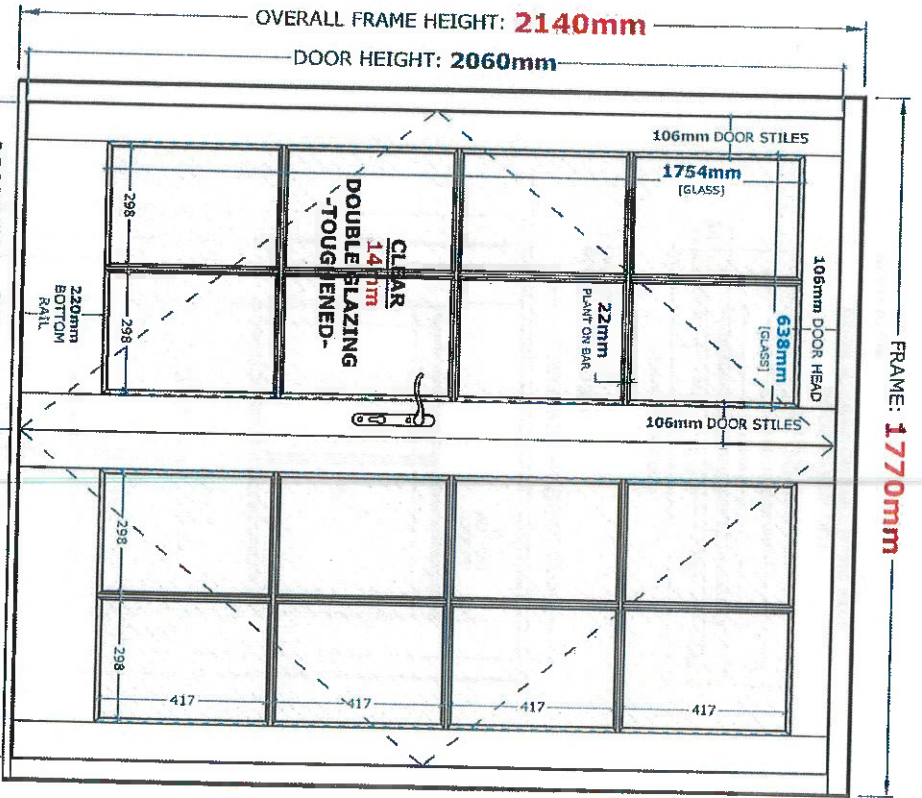 OVERALL FRAME HEIGHT: 2140mm
DOOR HEIGHT: 2060mm
FRAME: 1770mm
106mm DOOR STILES
1754mm
[GLASS]
106mm DOOR HEAD
638mm
[GLASS]
22mm
PLANT ON BAR
CLEAR
14mm
DOUBLE GLAZING
-TOUGHENED-
298
298
220mm
BOTTOM
RAIL
106mm DOOR STILES
298
298
417
417
417
417